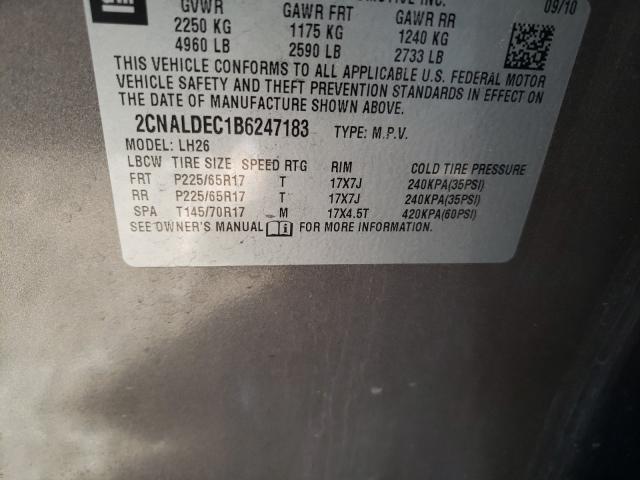 GM
INC. 09/10
GVWR GAWR FRT GAWR RR
2250 KG 1175 KG 1240 KG
4960 LB 2590 LB 2733 LB
THIS VEHICLE CONFORMS TO ALL APPLICABLE U.S. FEDERAL MOTOR
VEHICLE SAFETY AND THEFT PREVENTION STANDARDS IN EFFECT ON
THE DATE OF MANUFACTURE SHOWN ABOVE.
2CNALDEC1B6247183 TYPE: M.P.V.
MODEL: LH26
LBCW TIRE SIZE SPEED RTG RIM COLD TIRE PRESSURE
FRT P225/65R17 T 17X7J 240KPA(35PSI)
RR P225/65R17 T 17X7J 240KPA(35PSI)
SPA T145/70R17 M 17X4.5T 420KPA(60PSI)
SEE OWNER'S MANUAL i FOR MORE INFORMATION.